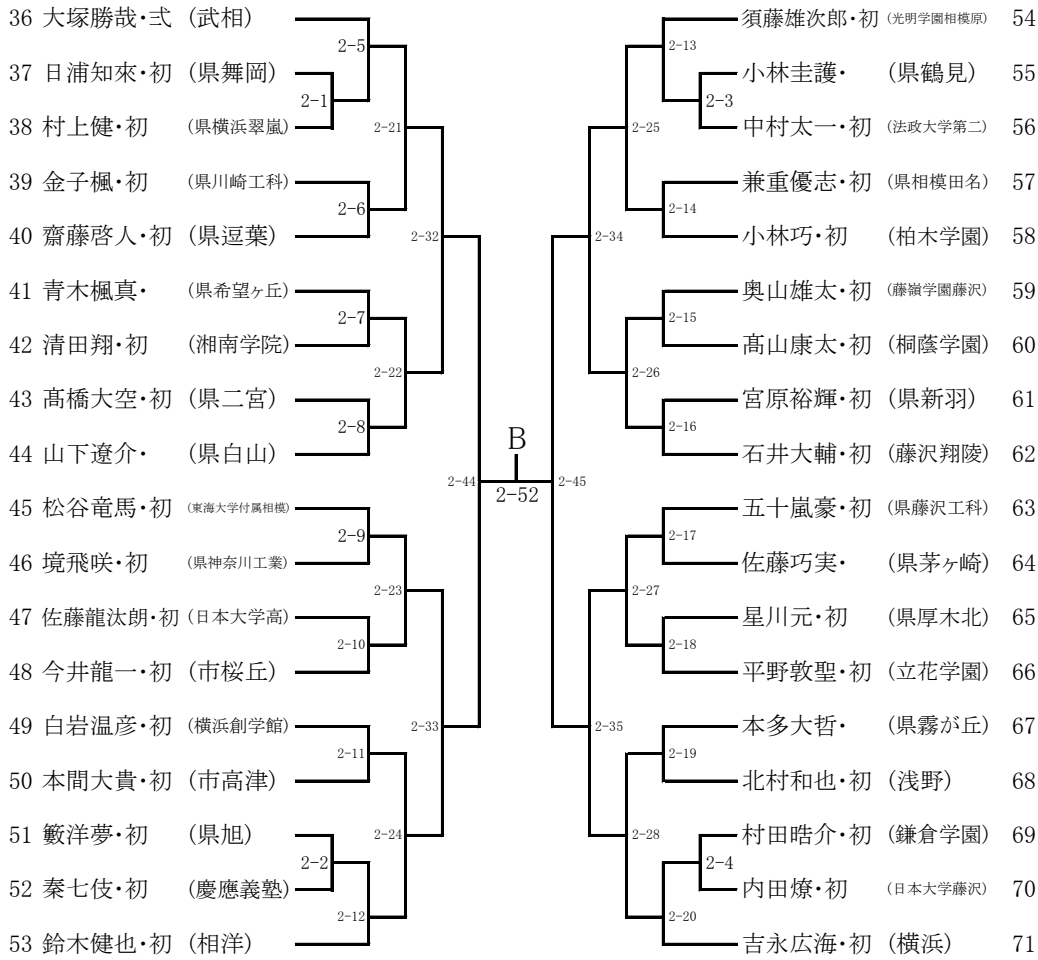 36 大塚勝哉・弍 (武相)
37 日浦知來・初 (県舞岡)
38 村上健・初 (県横浜翠嵐)
39 金子楓・初 (県川崎工科)
40 齋藤啓人・初 (県逗葉)
41 青木楓真・ (県希望ヶ丘)
42 清田翔・初 (湘南学院)
43 髙橋大空・初 (県二宮)
44 山下遼介・ (県白山)
45 松谷竜馬・初 (東海大学付属相模)
46 境飛咲・初 (県神奈川工業)
47 佐藤龍汰朗・初 (日本大学高)
48 今井龍一・初 (市桜丘)
49 白岩温彦・初 (横浜創学館)
50 本間大貴・初 (市高津)
51 籔洋夢・初 (県旭)
52 秦七伎・初 (慶應義塾)
53 鈴木健也・初 (相洋)
2-5
2-1
2-21
2-6
2-32
2-7
2-22
2-8
2-44
2-9
2-23
2-10
2-33
2-11
2-24
2-2
2-12
B
2-52
2-13
2-3
2-25
2-14
2-34
2-15
2-26
2-16
2-45
2-17
2-27
2-18
2-35
2-19
2-28
2-4
2-20
須藤雄次郎・初 (光明学園相模原) 54
小林圭護・ (県鶴見) 55
中村太一・初 (法政大学第二) 56
兼重優志・初 (県相模田名) 57
小林巧・初 (柏木学園) 58
奥山雄太・初 (藤嶺学園藤沢) 59
髙山康太・初 (桐蔭学園) 60
宮原裕輝・初 (県新羽) 61
石井大輔・初 (藤沢翔陵) 62
五十嵐豪・初 (県藤沢工科) 63
佐藤巧実・ (県茅ヶ崎) 64
星川元・初 (県厚木北) 65
平野敦聖・初 (立花学園) 66
本多大哲・ (県霧が丘) 67
北村和也・初 (浅野) 68
村田晧介・初 (鎌倉学園) 69
内田燎・初 (日本大学藤沢) 70
吉永広海・初 (横浜) 71